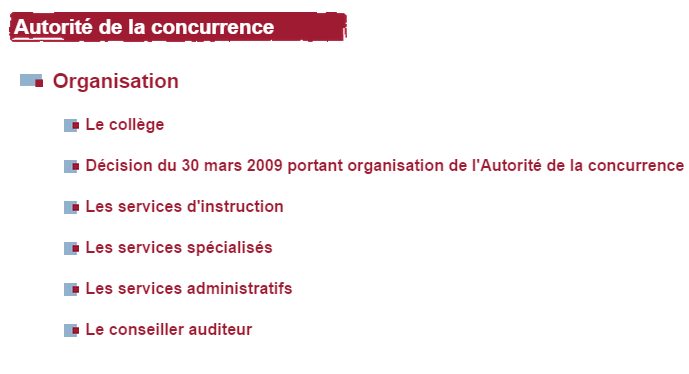 Autorité de la concurrence
Organisation
Le collège
Décision du 30 mars 2009 portant organisation de l'Autorité de la concurrence
Les services d'instruction
Les services spécialisés
Les services administratifs
Le conseiller auditeur